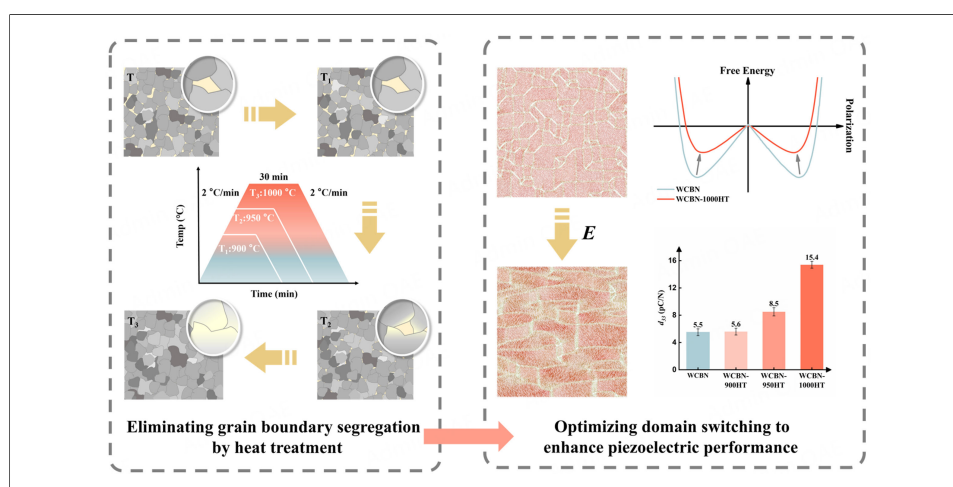 T
T₁
30 min
2 °C/min
T₃:1000 °C
2 °C/min
T₂:950 °C
T₁:900 °C
Temp (℃)
Time (min)
T₃
T₂
Eliminating grain boundary segregation
by heat treatment
E
Free Energy
Polarization
WCBN
WCBN-1000HT
d₃₃ (pC/N)
16
12
8
4
0
5.5
5.6
8.5
15.4
WCBN
WCBN-
900HT
WCBN-
950HT
WCBN-
1000HT
Optimizing domain switching to
enhance piezoelectric performance